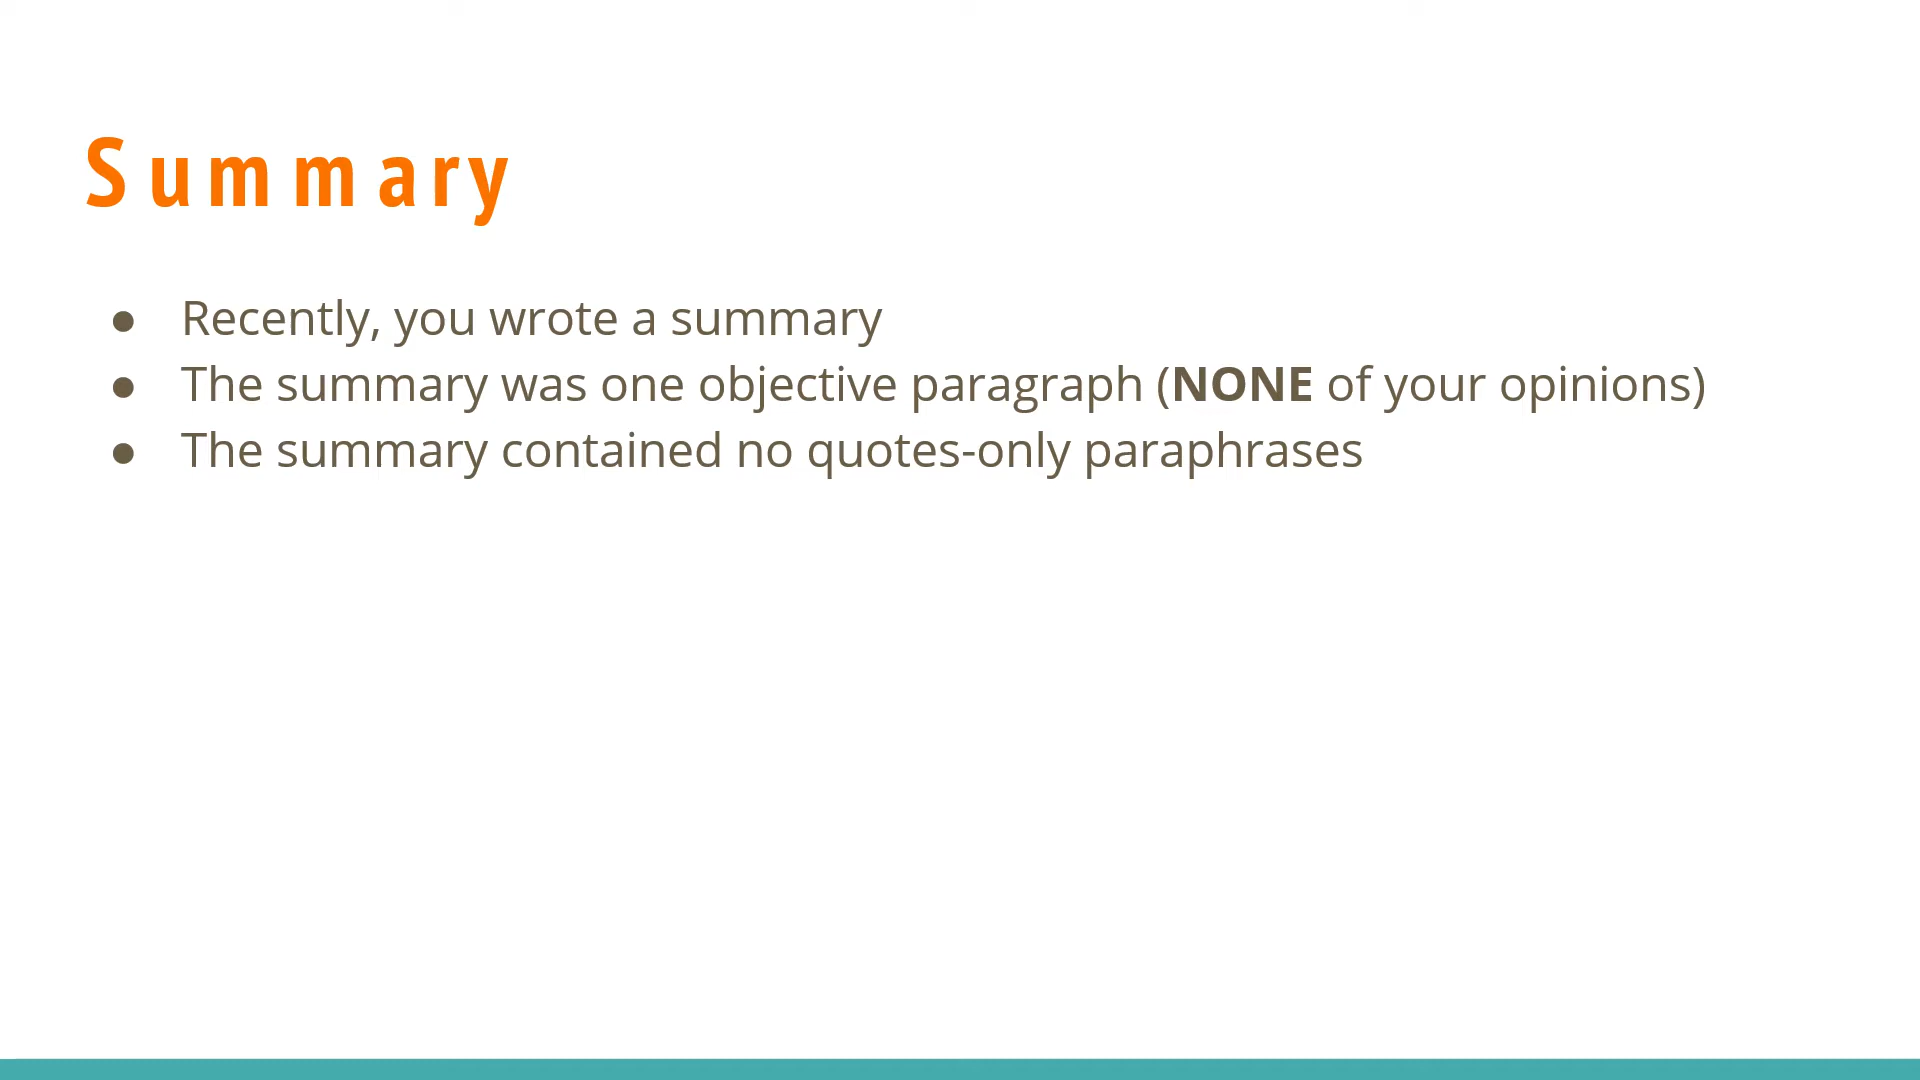 Summary
● Recently, you wrote a summary
● The summary was one objective paragraph (NONE of your opinions)
● The summary contained no quotes-only paraphrases